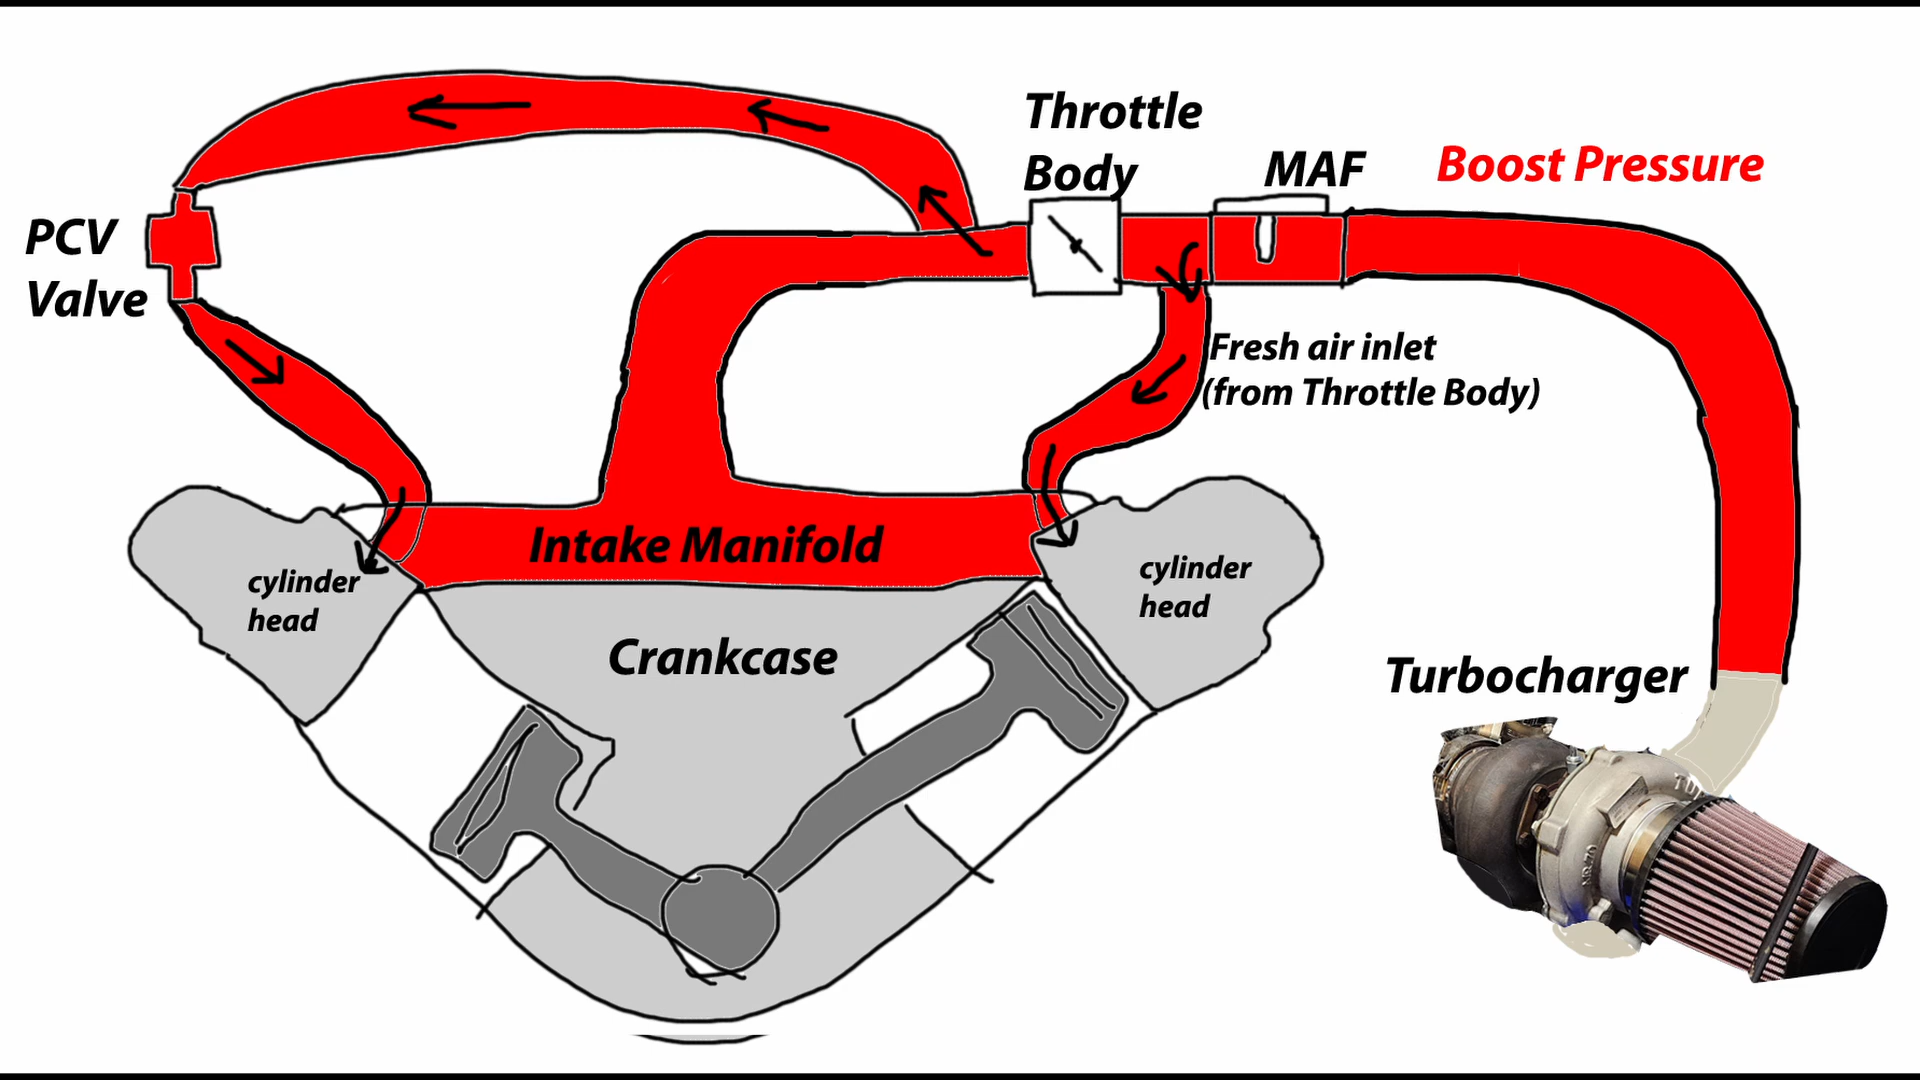 Throttle
Body
MAF
Boost Pressure
PCV
Valve
Fresh air inlet
(from Throttle Body)
Intake Manifold
cylinder
head
cylinder
head
Crankcase
Turbocharger